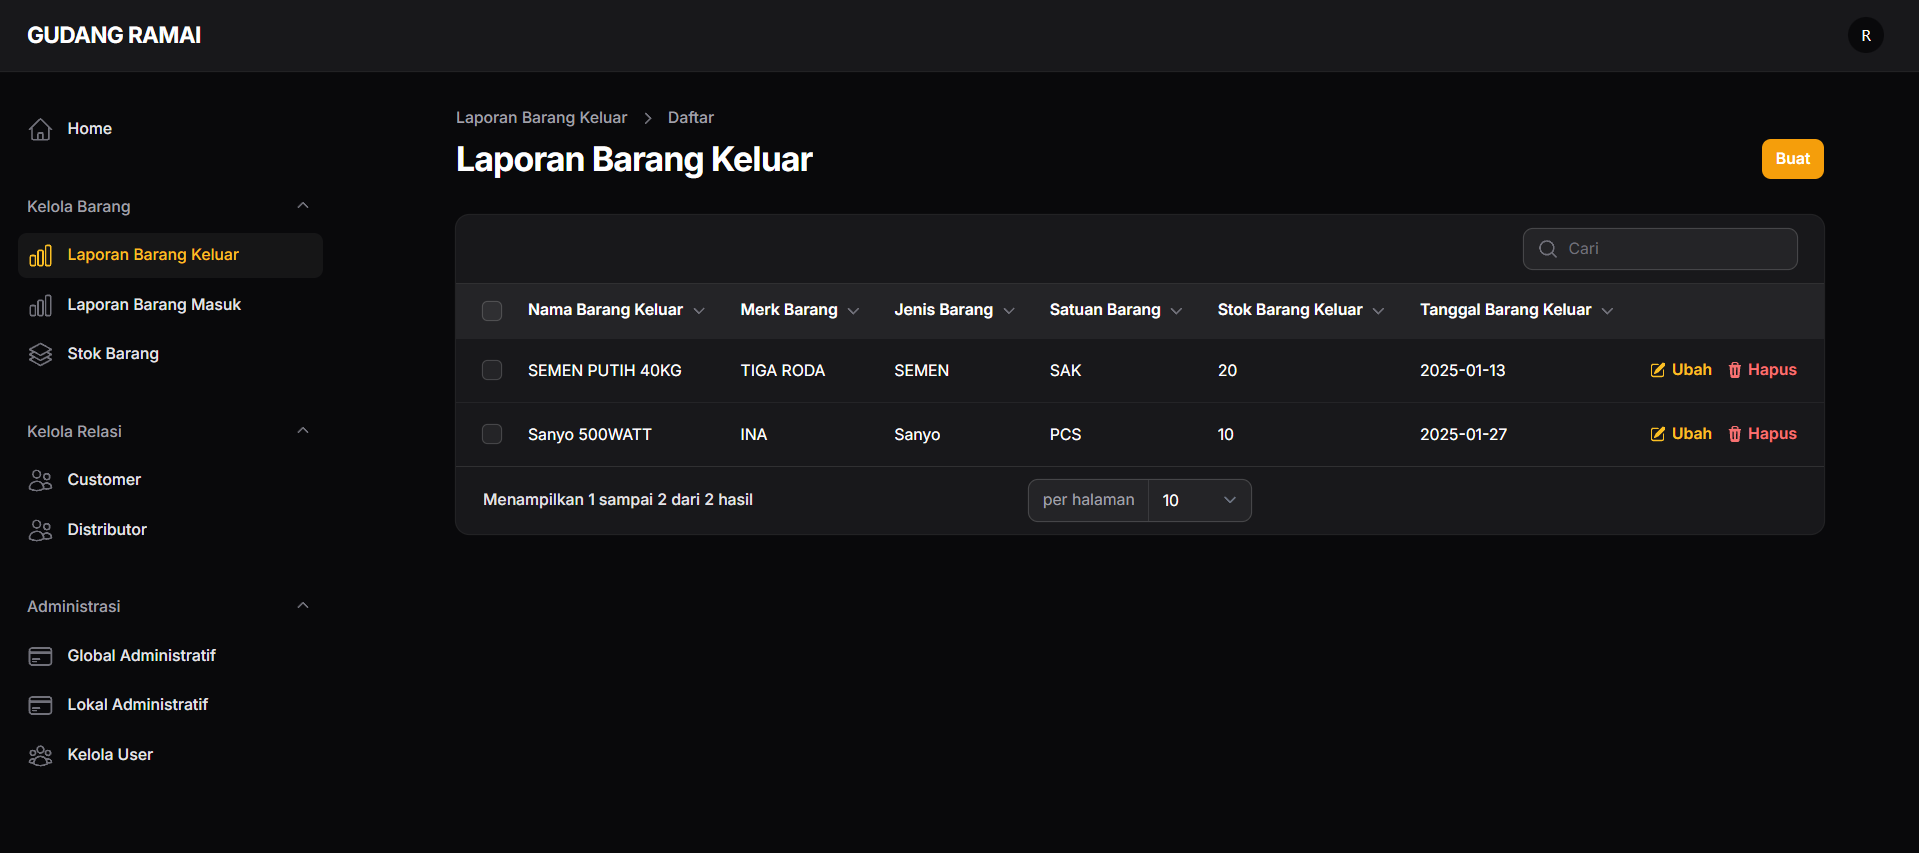 GUDANG RAMAI
R
Home
Kelola Barang
Laporan Barang Keluar
Laporan Barang Masuk
Stok Barang
Kelola Relasi
Customer
Distributor
Administrasi
Global Administratif
Lokal Administratif
Kelola User
Laporan Barang Keluar > Daftar
Laporan Barang Keluar
Buat
Cari
Nama Barang Keluar Merk Barang Jenis Barang Satuan Barang Stok Barang Keluar Tanggal Barang Keluar
SEMEN PUTIH 40KG TIGA RODA SEMEN SAK 20 2025-01-13 Ubah Hapus
Sanyo 500WATT INA Sanyo PCS 10 2025-01-27 Ubah Hapus
Menampilkan 1 sampai 2 dari 2 hasil per halaman 10